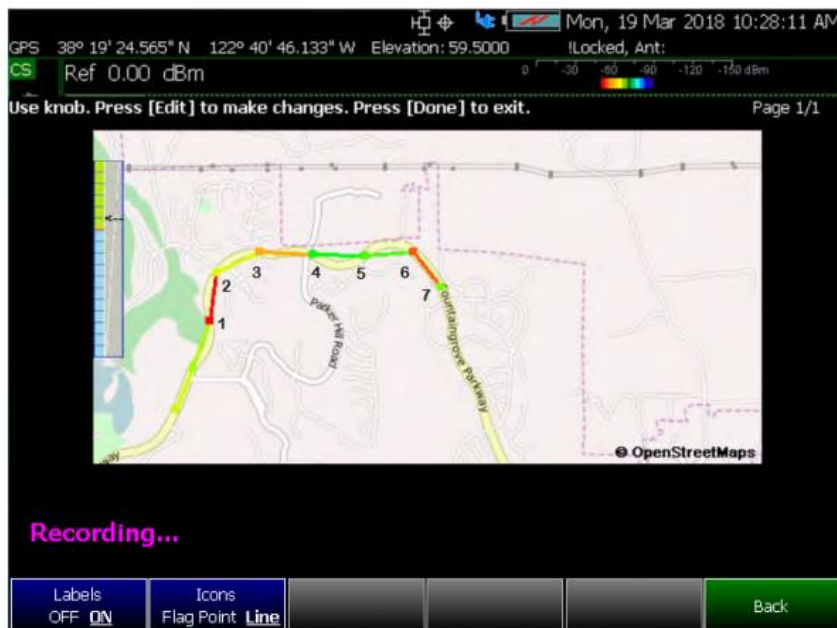 Mon, 19 Mar 2018 10:28:11 AM
GPS 38° 19' 24.565" N 122° 40' 46.133" W Elevation: 59.5000 !Locked, Ant:
CS Ref 0.00 dBm 0 -30 -60 -90 -120 -150 dBm
Use knob. Press [Edit] to make changes. Press [Done] to exit. Page 1/1
3 4 5 6
2 7
1
Parker Hill Road
ountaingrove Parkway
way
© OpenStreetMaps
Recording...
Labels Icons
OFF ON Flag Point Line Back